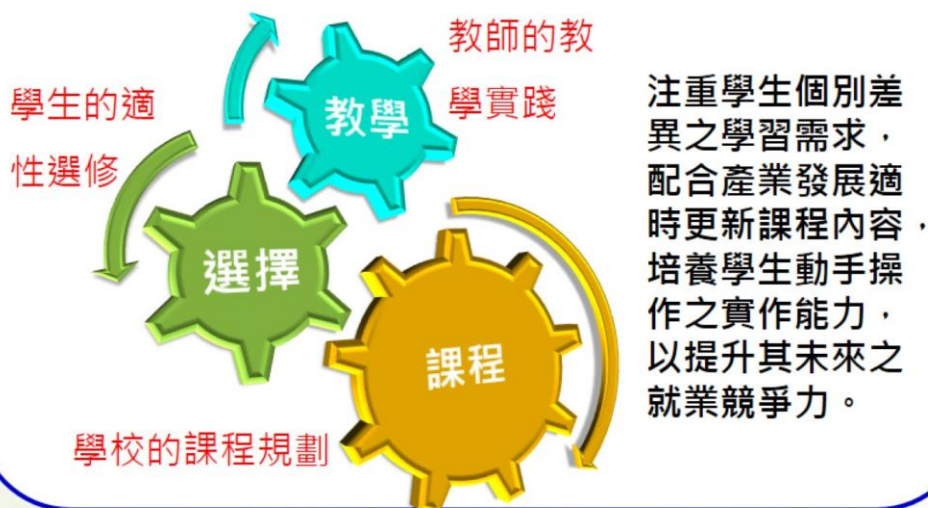 教師的教
學實踐
教學
學生的適
性選修
選擇
課程
學校的課程規劃
注重學生個別差
異之學習需求，
配合產業發展適
時更新課程內容，
培養學生動手操
作之實作能力，
以提升其未來之
就業競爭力。